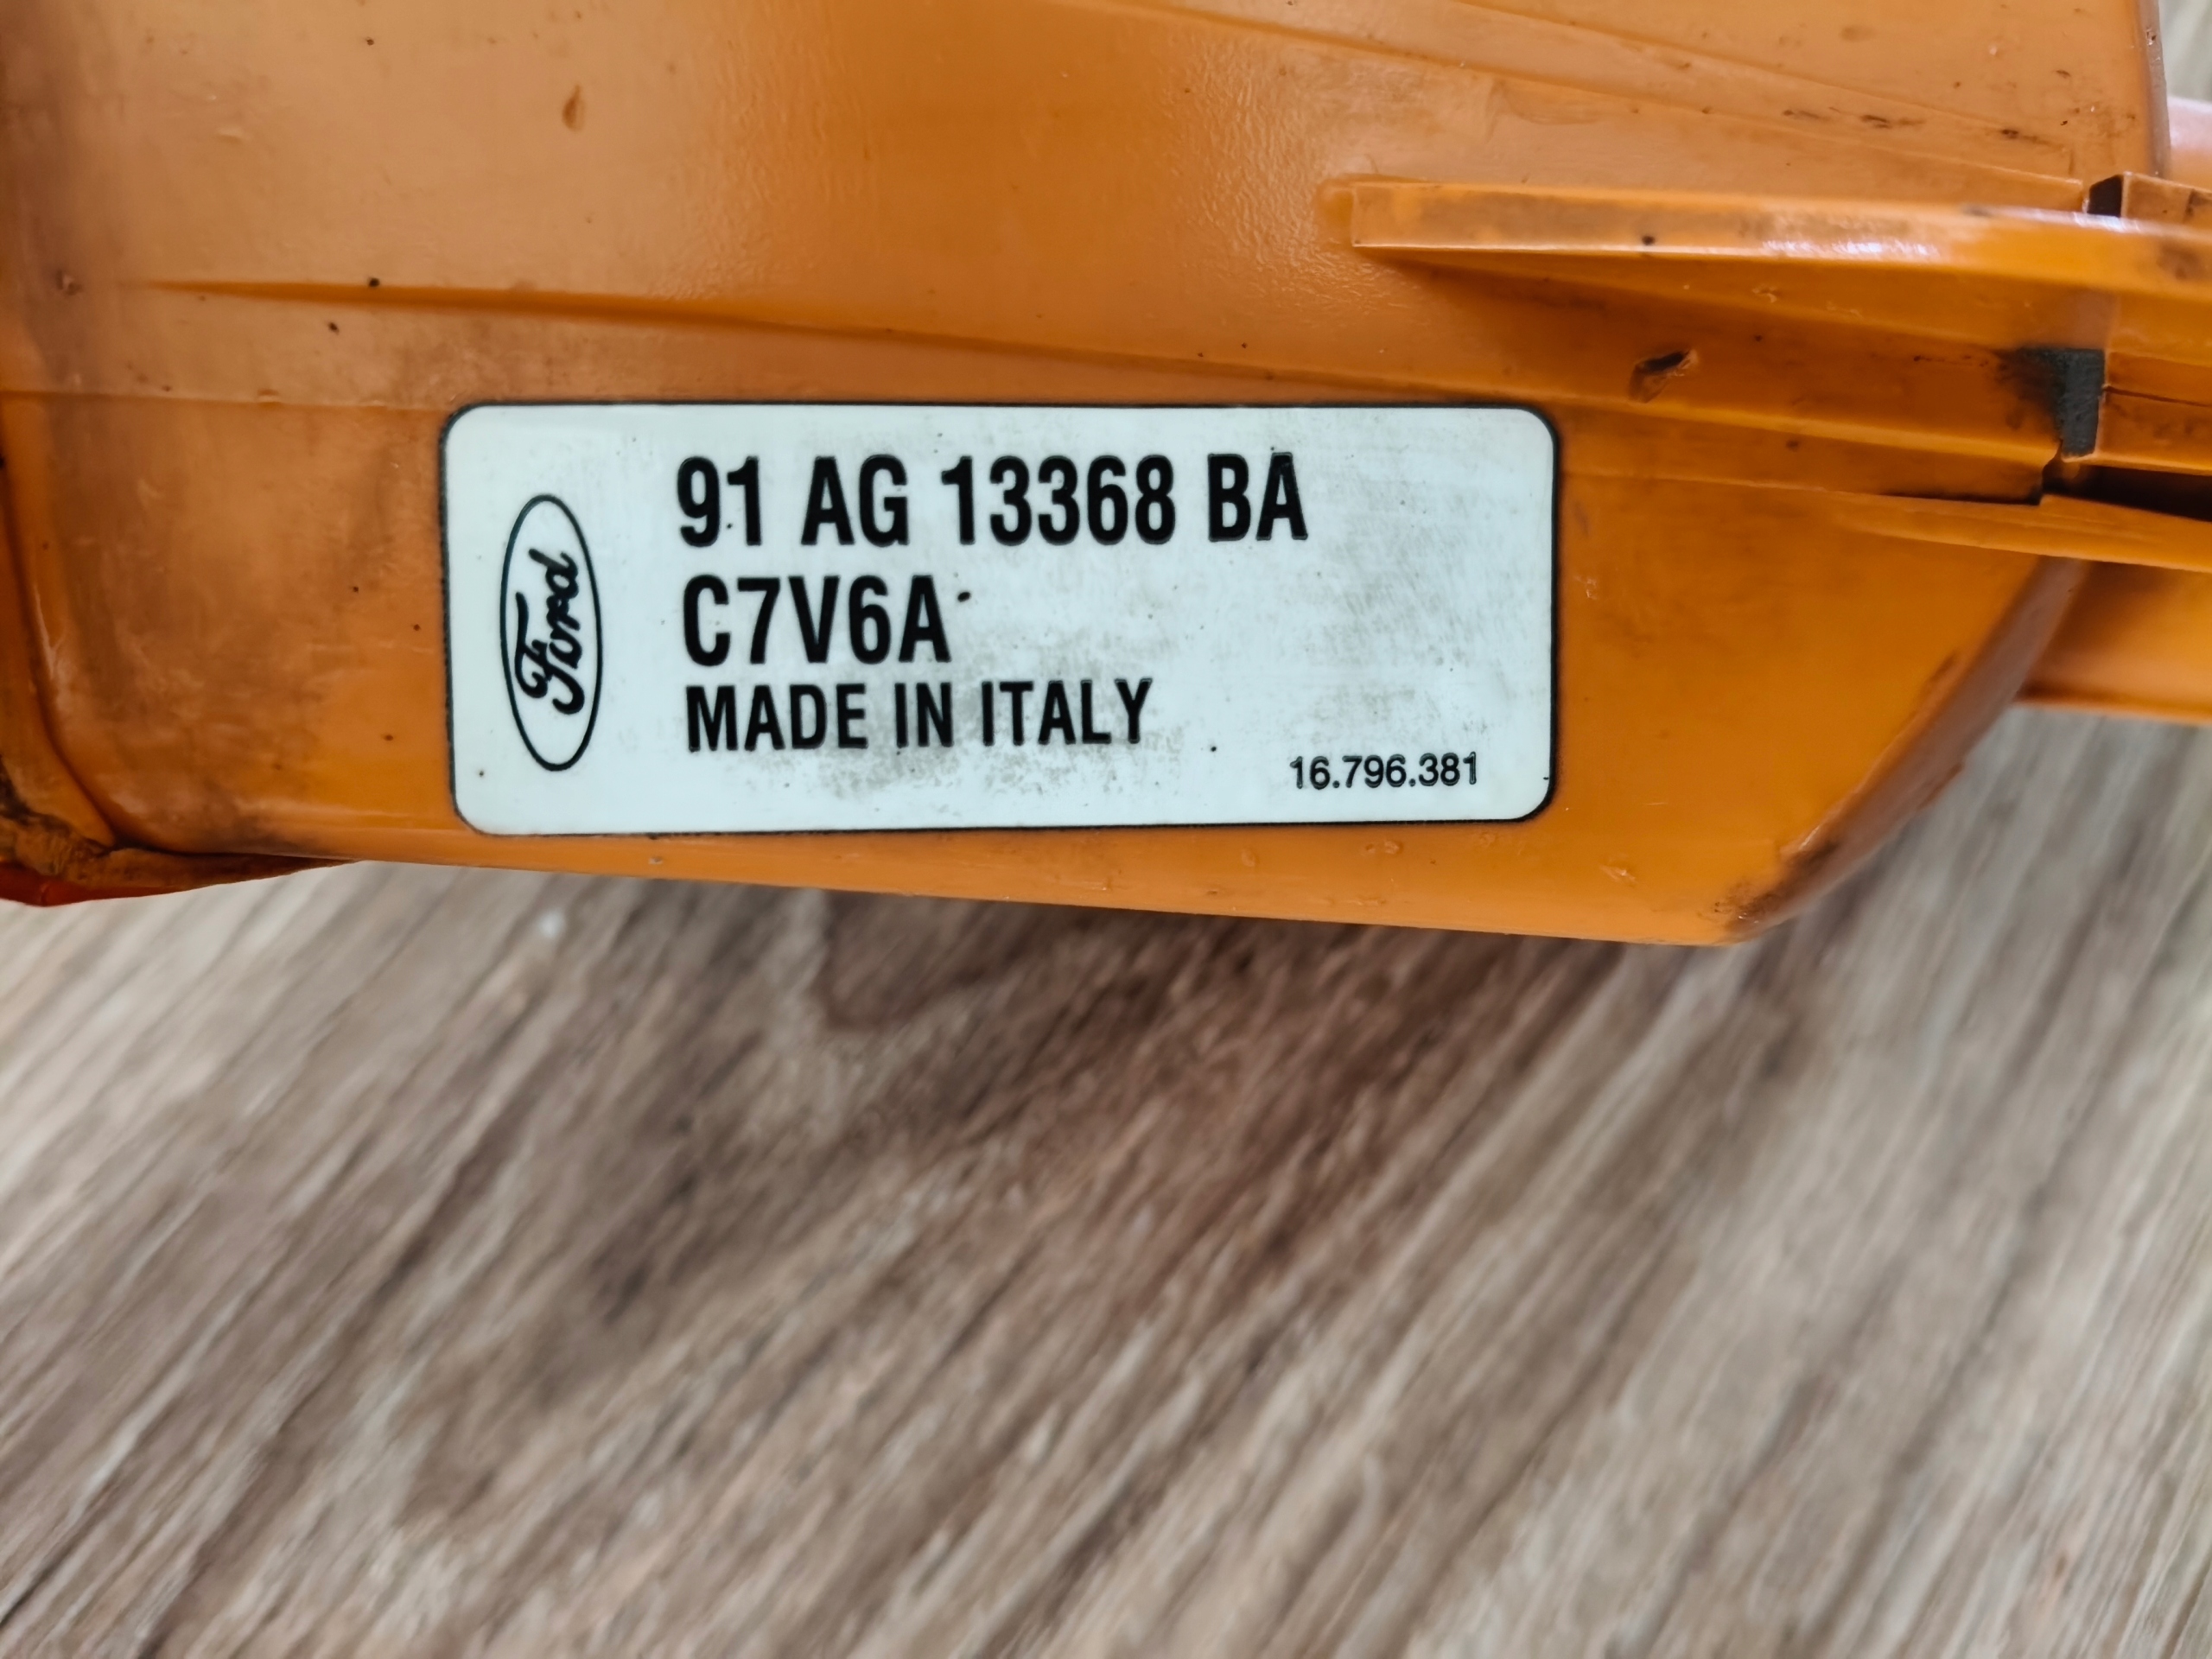 Ford
91 AG 13368 BA
C7V6A
MADE IN ITALY
16.796.381